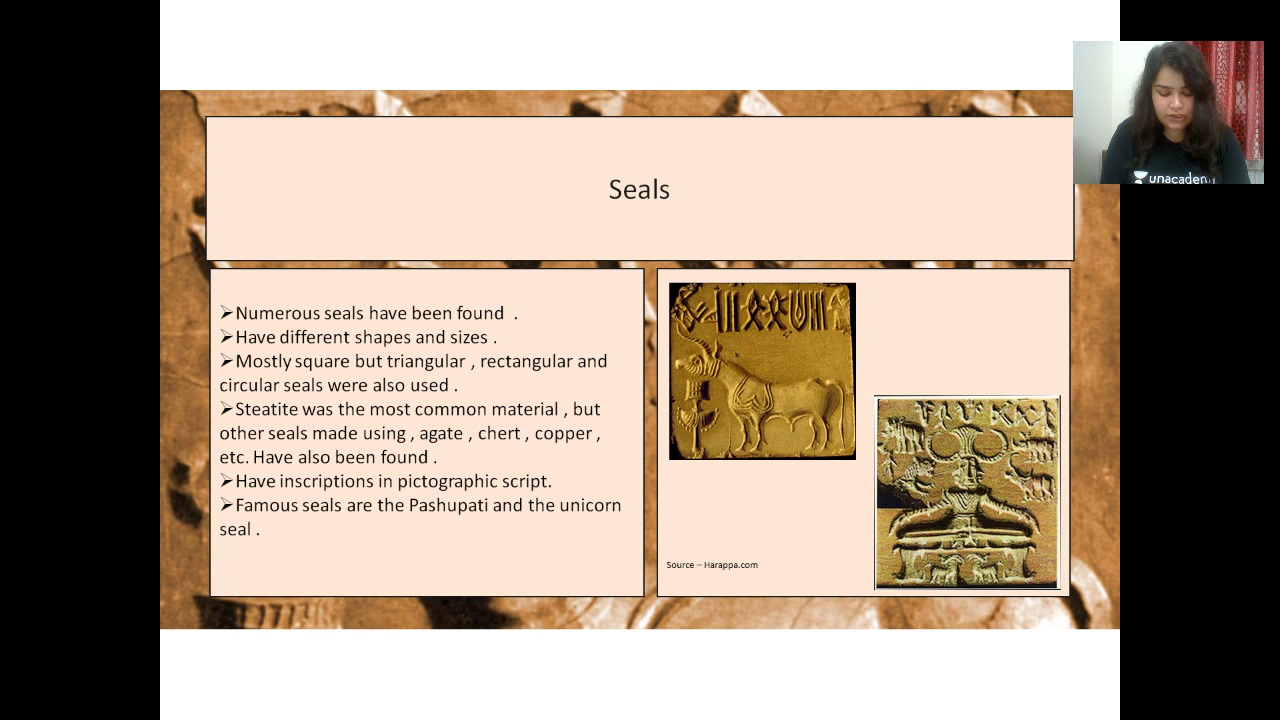 unacadem
Seals
➢Numerous seals have been found .
➢Have different shapes and sizes .
➢Mostly square but triangular , rectangular and
circular seals were also used .
➢Steatite was the most common material , but
other seals made using , agate , chert , copper ,
etc. Have also been found .
➢Have inscriptions in pictographic script.
➢Famous seals are the Pashupati and the unicorn
seal .
Source – Harappa.com